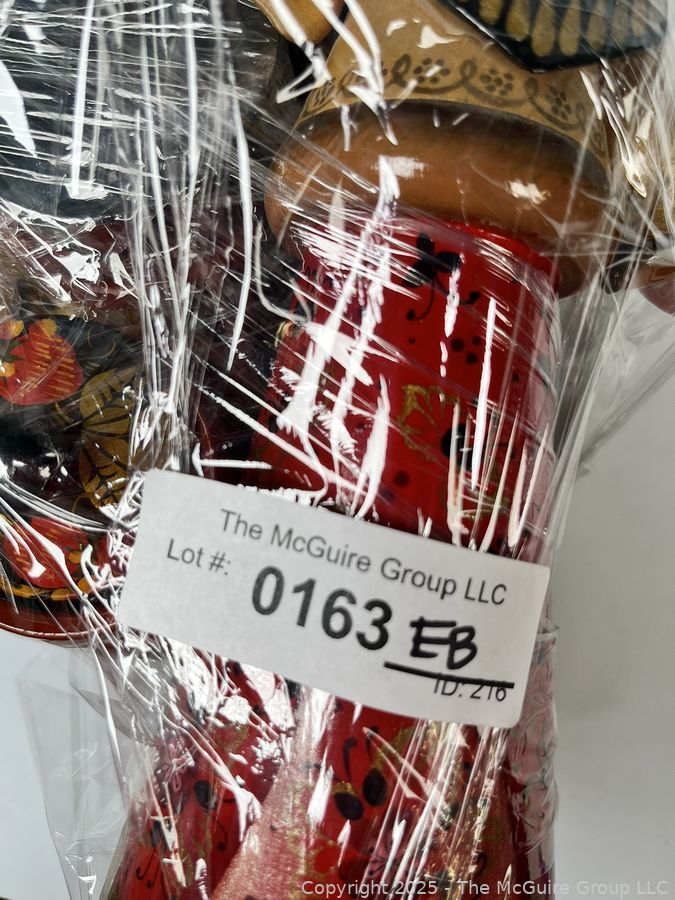 The McGuire Group LLC
Lot #:
0163 EB
ID: 216
Copyright 2025 - The McGuire Group LLC